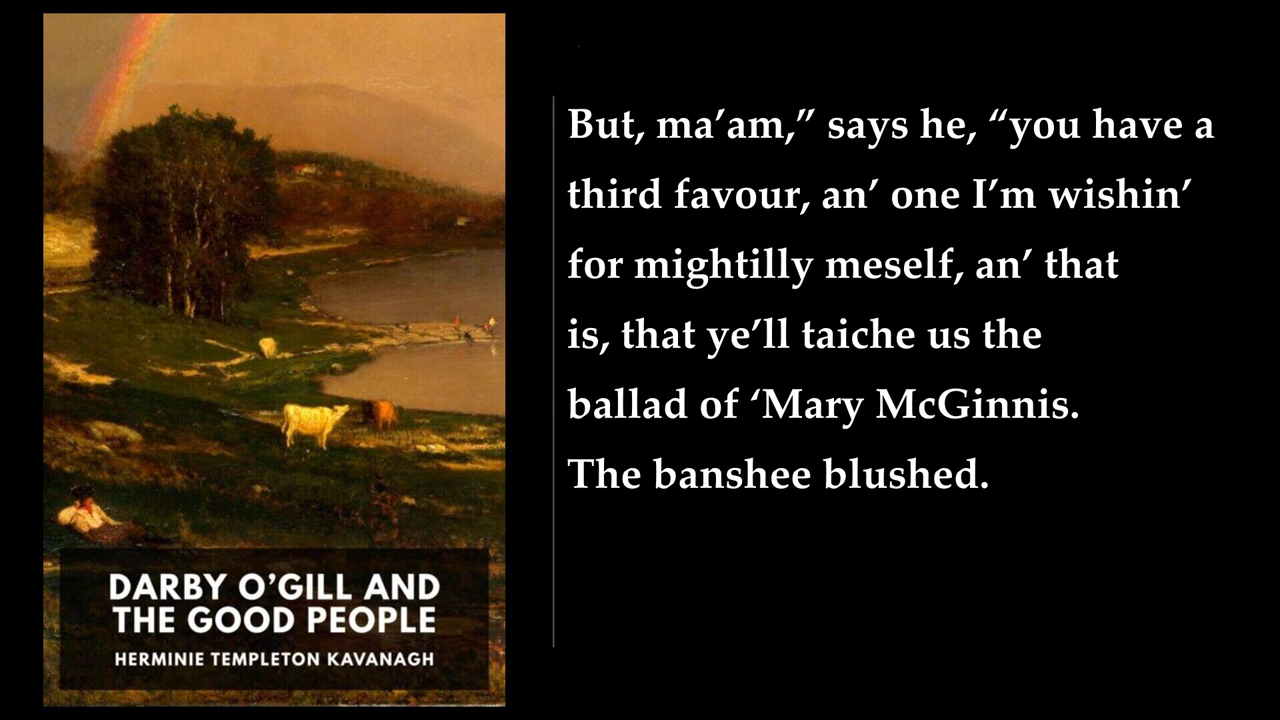 DARBY O’GILL AND
THE GOOD PEOPLE
HERMINIE TEMPLETON KAVANAGH
But, ma’am,” says he, “you have a
third favour, an’ one I’m wishin’
for mightilly meself, an’ that
is, that ye’ll taiche us the
ballad of ‘Mary McGinnis.
The banshee blushed.